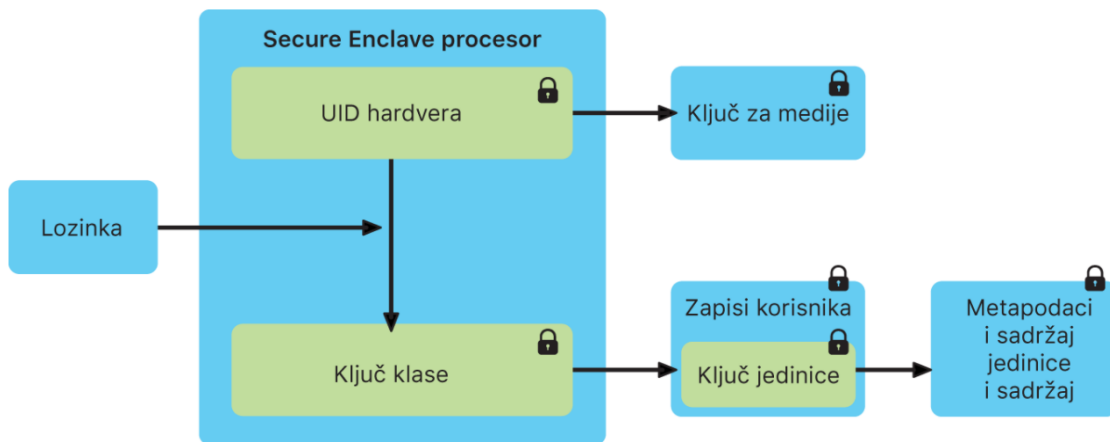 Secure Enclave procesor
UID hardvera
Ključ za medije
Lozinka
Ključ klase
Zapisi korisnika
Ključ jedinice
Metapodaci
i sadržaj
jedinice
i sadržaj